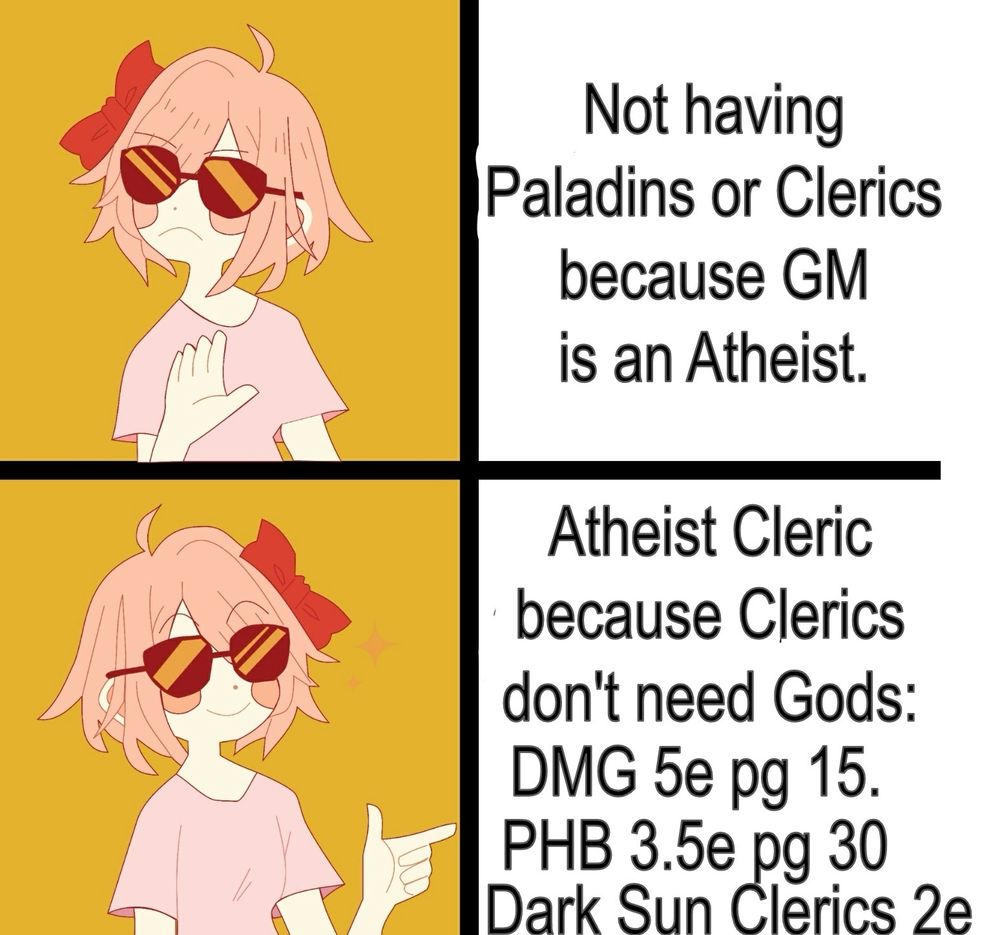 Not having
Paladins or Clerics
because GM
is an Atheist.
Atheist Cleric
because Clerics
don't need Gods:
DMG 5e pg 15.
PHB 3.5e pg 30
Dark Sun Clerics 2e